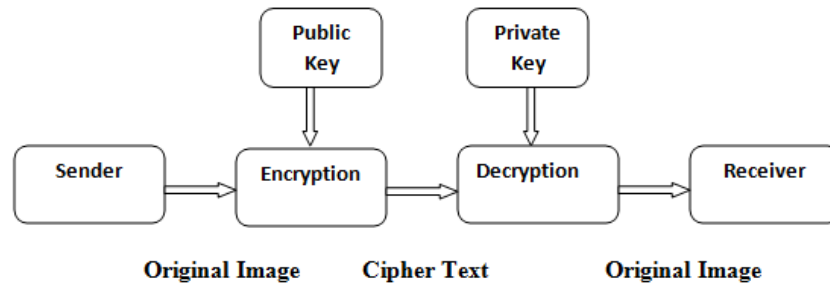 Public
Key
Private
Key
Sender
Encryption
Decryption
Receiver
Original Image
Cipher Text
Original Image